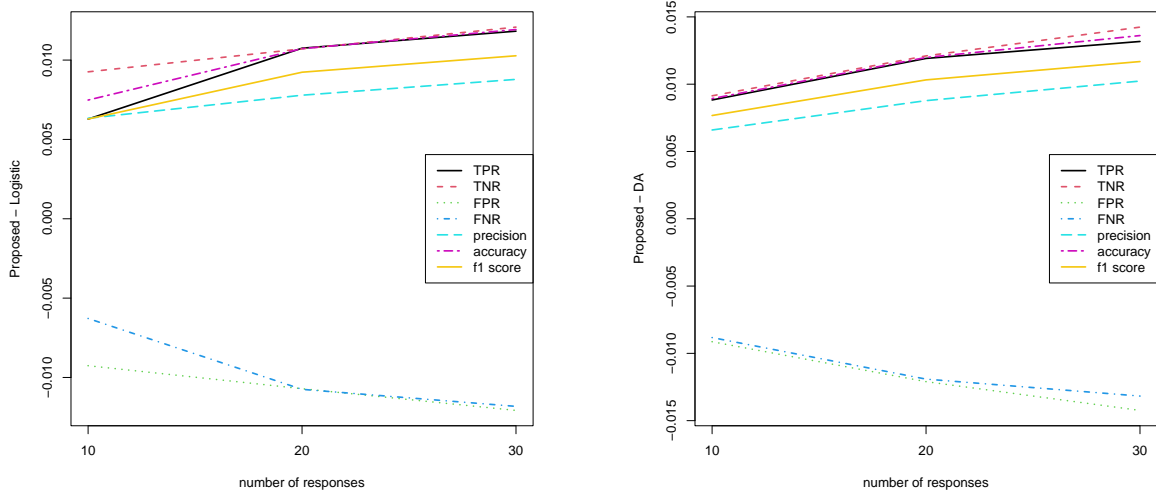 0.010
0.005
0.000
−0.005
−0.010
Proposed − Logistic
TPR
TNR
FPR
FNR
precision
accuracy
f1 score
10
20
30
number of responses
0.015
0.010
0.005
0.000
−0.005
−0.010
−0.015
Proposed − DA
TPR
TNR
FPR
FNR
precision
accuracy
f1 score
10
20
30
number of responses